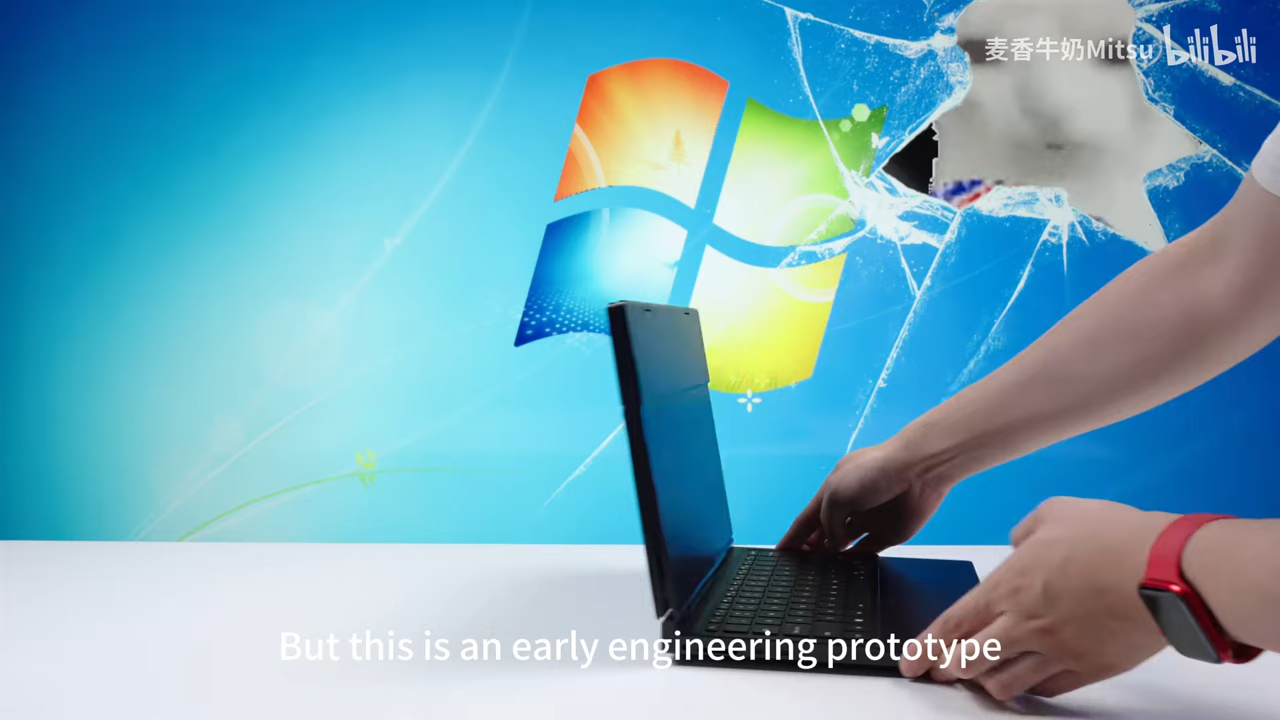 麦香牛奶Mitsu bilibili
But this is an early engineering prototype